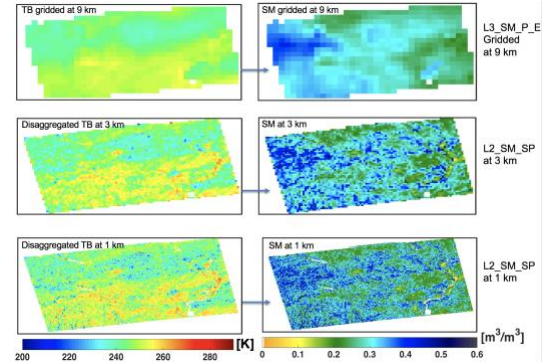 TB gridded at 9 km
SM gridded at 9 km
L3_SM_P_E
Gridded
at 9 km
Disaggregated TB at 3 km
SM at 3 km
L2_SM_SP
at 3 km
Disaggregated TB at 1 km
SM at 1 km
L2_SM_SP
at 1 km
200 220 240 260 280 [K]
0 0.1 0.2 0.3 0.4 0.5 0.6 [m³/m³]